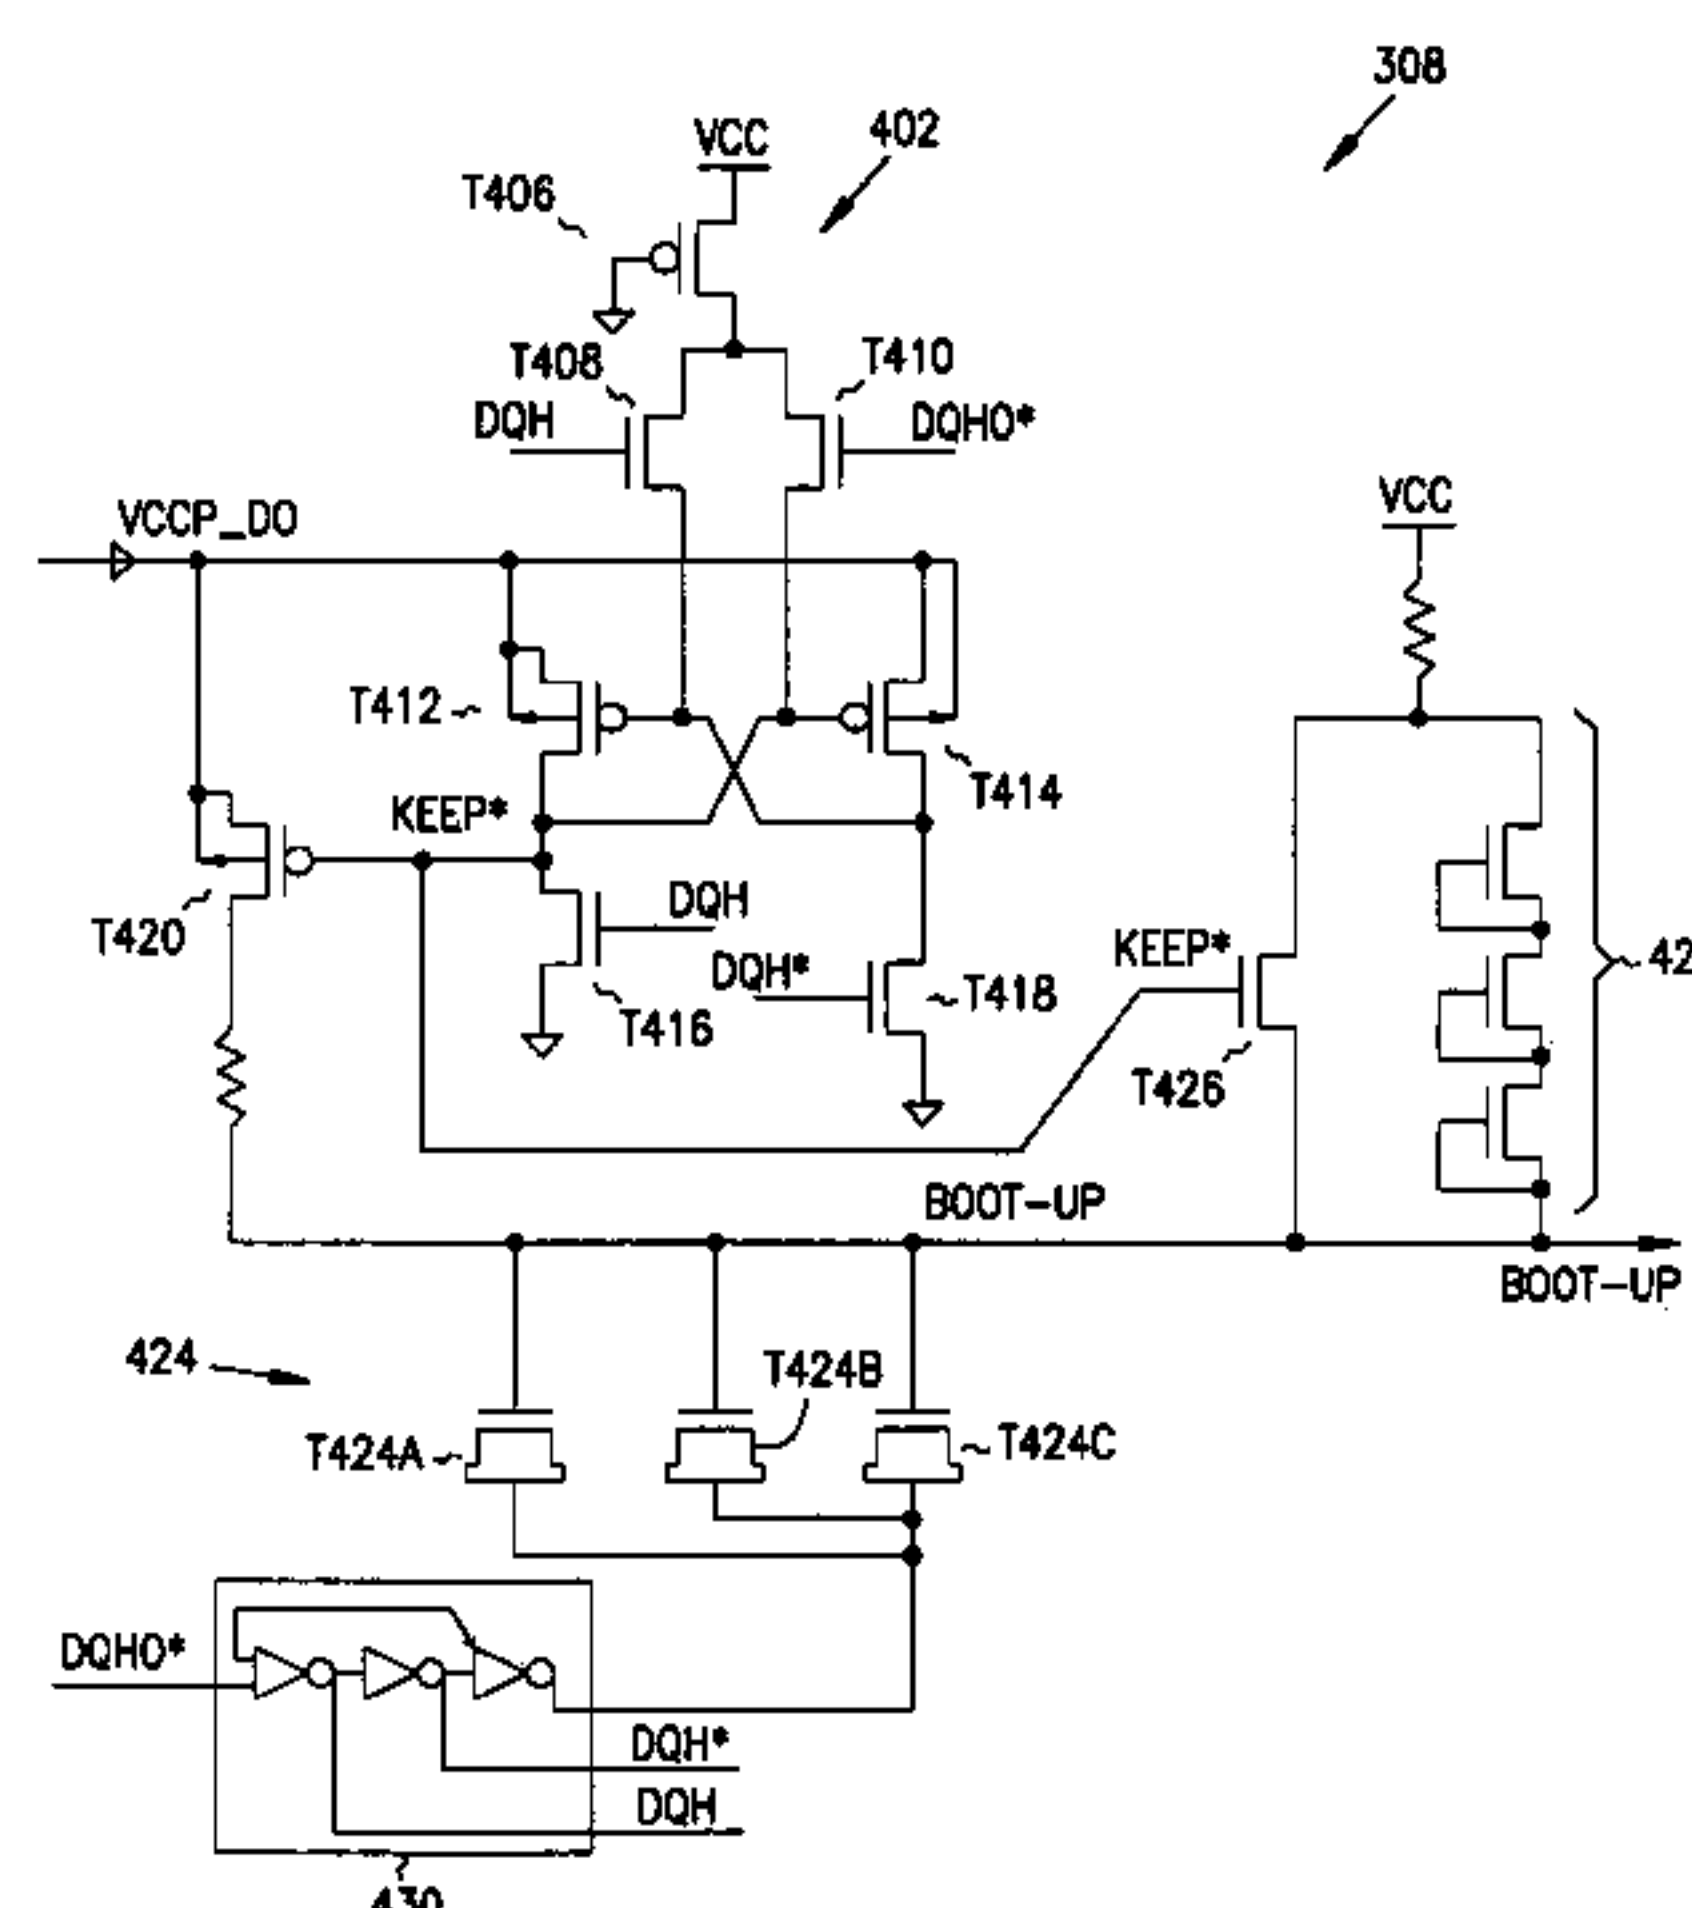 308
402
VCC
T406
T408
T410
DQH
DQHO*
VCCP_DO
VCC
T412
T414
KEEP*
DQH
T420
DQH*
KEEP*
42
T418
T416
T426
BOOT-UP
BOOT-UP
424
T424B
T424A
T424C
DQHO*
DQH*
DQH
430